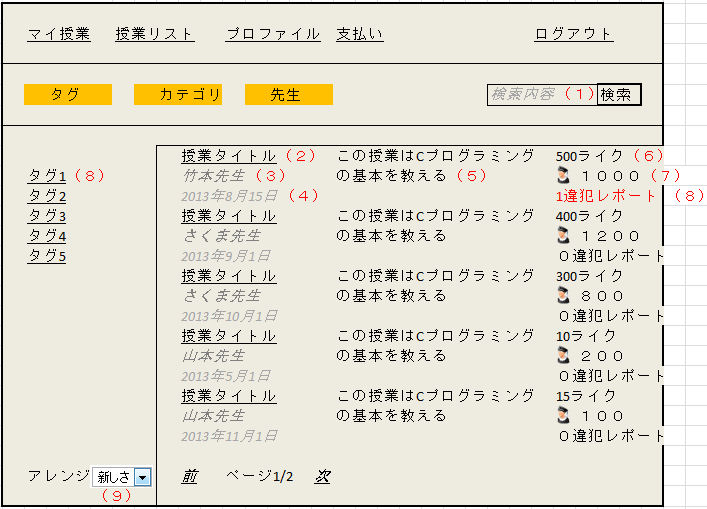 マイ授業 授業リスト プロファイル 支払い ログアウト
タグ カテゴリ 先生 検索内容 （1） 検索
授業タイトル （2） この授業はCプログラミング 500ライク （6）
タグ1 （8） 竹本先生 （3） の基本を教える （5） １０００ （7）
タグ2 2013年8月15日 （4） 1違犯レポート （8）
タグ3 授業タイトル この授業はCプログラミング 400ライク
タグ4 さくま先生 の基本を教える １２００
タグ5 2013年9月1日 ０違犯レポート
授業タイトル この授業はCプログラミング 300ライク
さくま先生 の基本を教える ８００
2013年10月1日 ０違犯レポート
授業タイトル この授業はCプログラミング 10ライク
山本先生 の基本を教える ２００
2013年5月1日 ０違犯レポート
授業タイトル この授業はCプログラミング 15ライク
山本先生 の基本を教える １００
2013年11月1日 ０違犯レポート
アレンジ 新しさ 前 ページ1/2 次
（9）